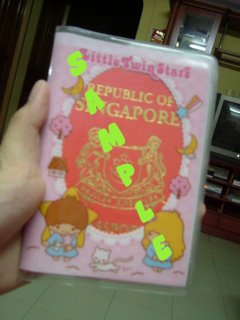 Little Twin Stars
REPUBLIC OF
SINGAPORE
SAMPLE